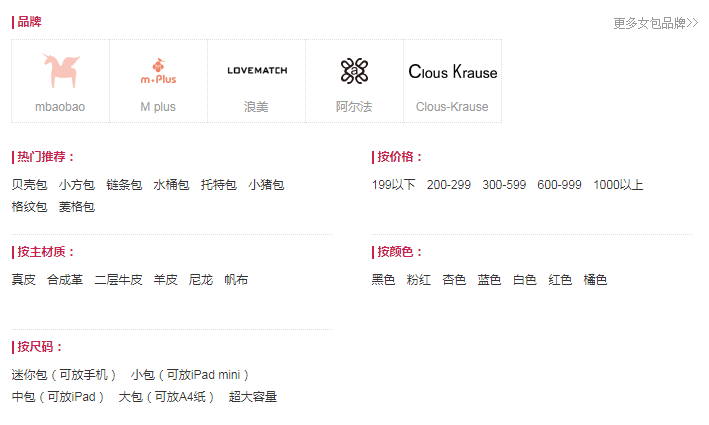 品牌
更多女包品牌>>
m+Plus
LOVEMATCH
a
Clous Krause
mbaobao
M plus
浪美
阿尔法
Clous-Krause
热门推荐：
贝壳包 小方包 链条包 水桶包 托特包 小猪包
格纹包 菱格包
按价格：
199以下 200-299 300-599 600-999 1000以上
按主材质：
真皮 合成革 二层牛皮 羊皮 尼龙 帆布
按颜色：
黑色 粉红 杏色 蓝色 白色 红色 橘色
按尺码：
迷你包（可放手机） 小包（可放iPad mini）
中包（可放iPad） 大包（可放A4纸） 超大容量